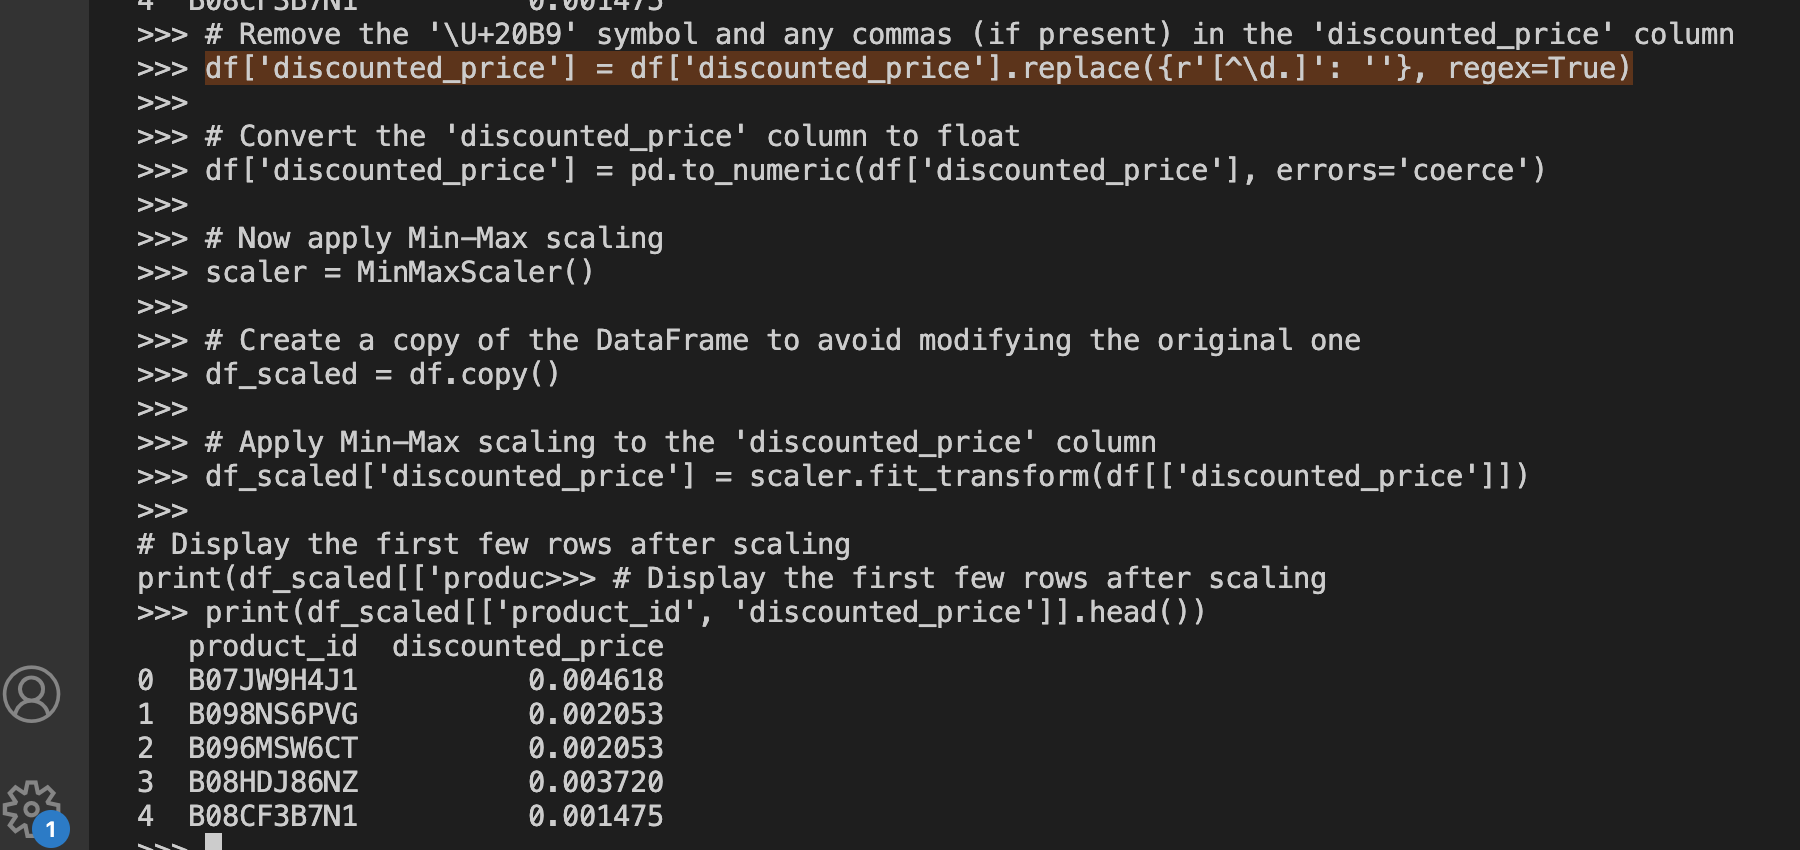 4 B08CF3B7N1 0.001475
>>> # Remove the '\U+20B9' symbol and any commas (if present) in the 'discounted_price' column
>>> df['discounted_price'] = df['discounted_price'].replace({r'[^\d.]': ''}, regex=True)
>>>
>>> # Convert the 'discounted_price' column to float
>>> df['discounted_price'] = pd.to_numeric(df['discounted_price'], errors='coerce')
>>>
>>> # Now apply Min-Max scaling
>>> scaler = MinMaxScaler()
>>>
>>> # Create a copy of the DataFrame to avoid modifying the original one
>>> df_scaled = df.copy()
>>>
>>> # Apply Min-Max scaling to the 'discounted_price' column
>>> df_scaled['discounted_price'] = scaler.fit_transform(df[['discounted_price']])
>>>
# Display the first few rows after scaling
print(df_scaled[['produc>>> # Display the first few rows after scaling
>>> print(df_scaled[['product_id', 'discounted_price']].head())
product_id discounted_price
0 B07JW9H4J1 0.004618
1 B098NS6PVG 0.002053
2 B096MSW6CT 0.002053
3 B08HDJ86NZ 0.003720
4 B08CF3B7N1 0.001475
>>>
1